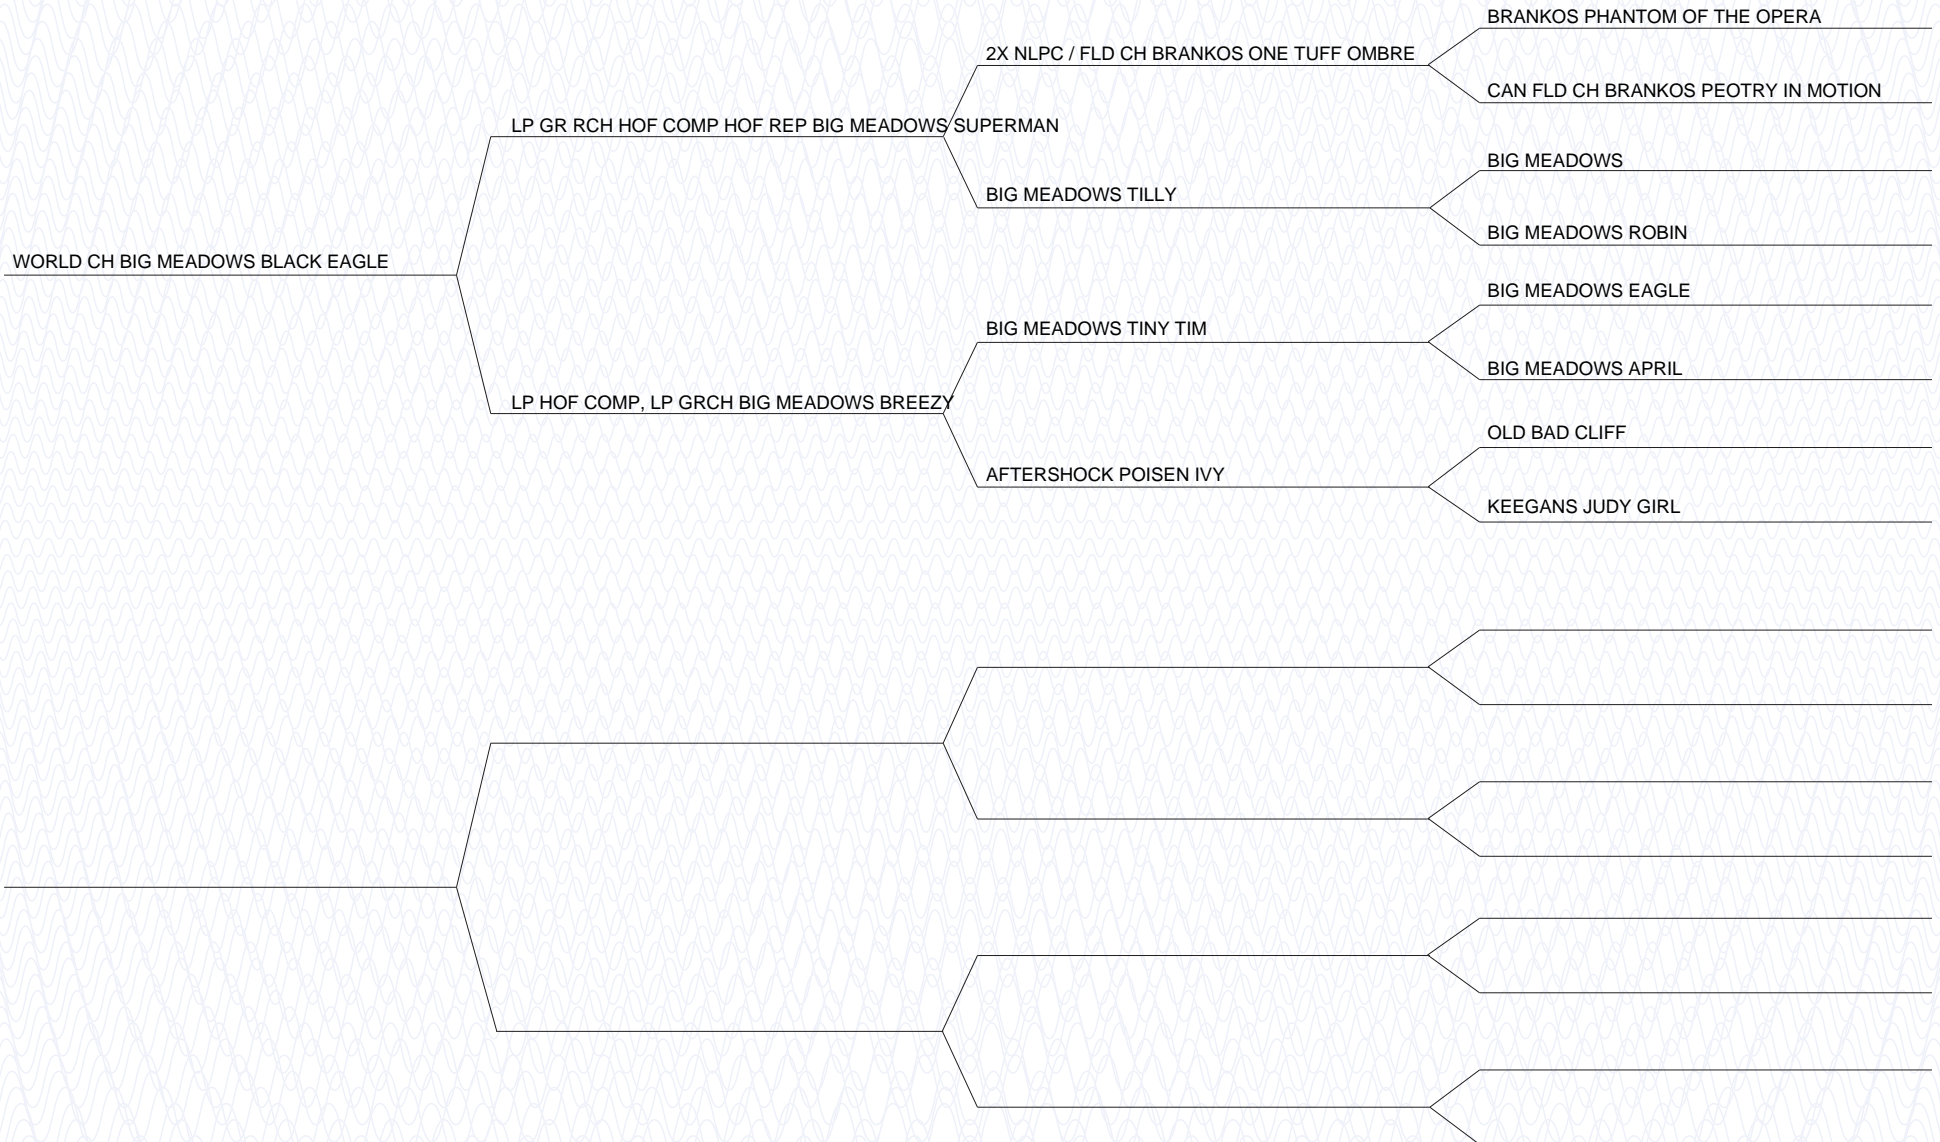 BRANKOS PHANTOM OF THE OPERA
2X NLPC / FLD CH BRANKOS ONE TUFF OMBRE
CAN FLD CH BRANKOS PEOTRY IN MOTION
LP GR RCH HOF COMP HOF REP BIG MEADOWS SUPERMAN
BIG MEADOWS
BIG MEADOWS TILLY
BIG MEADOWS ROBIN
WORLD CH BIG MEADOWS BLACK EAGLE
BIG MEADOWS EAGLE
BIG MEADOWS TINY TIM
BIG MEADOWS APRIL
LP HOF COMP, LP GRCH BIG MEADOWS BREEZY
OLD BAD CLIFF
AFTERSHOCK POISEN IVY
KEEGANS JUDY GIRL